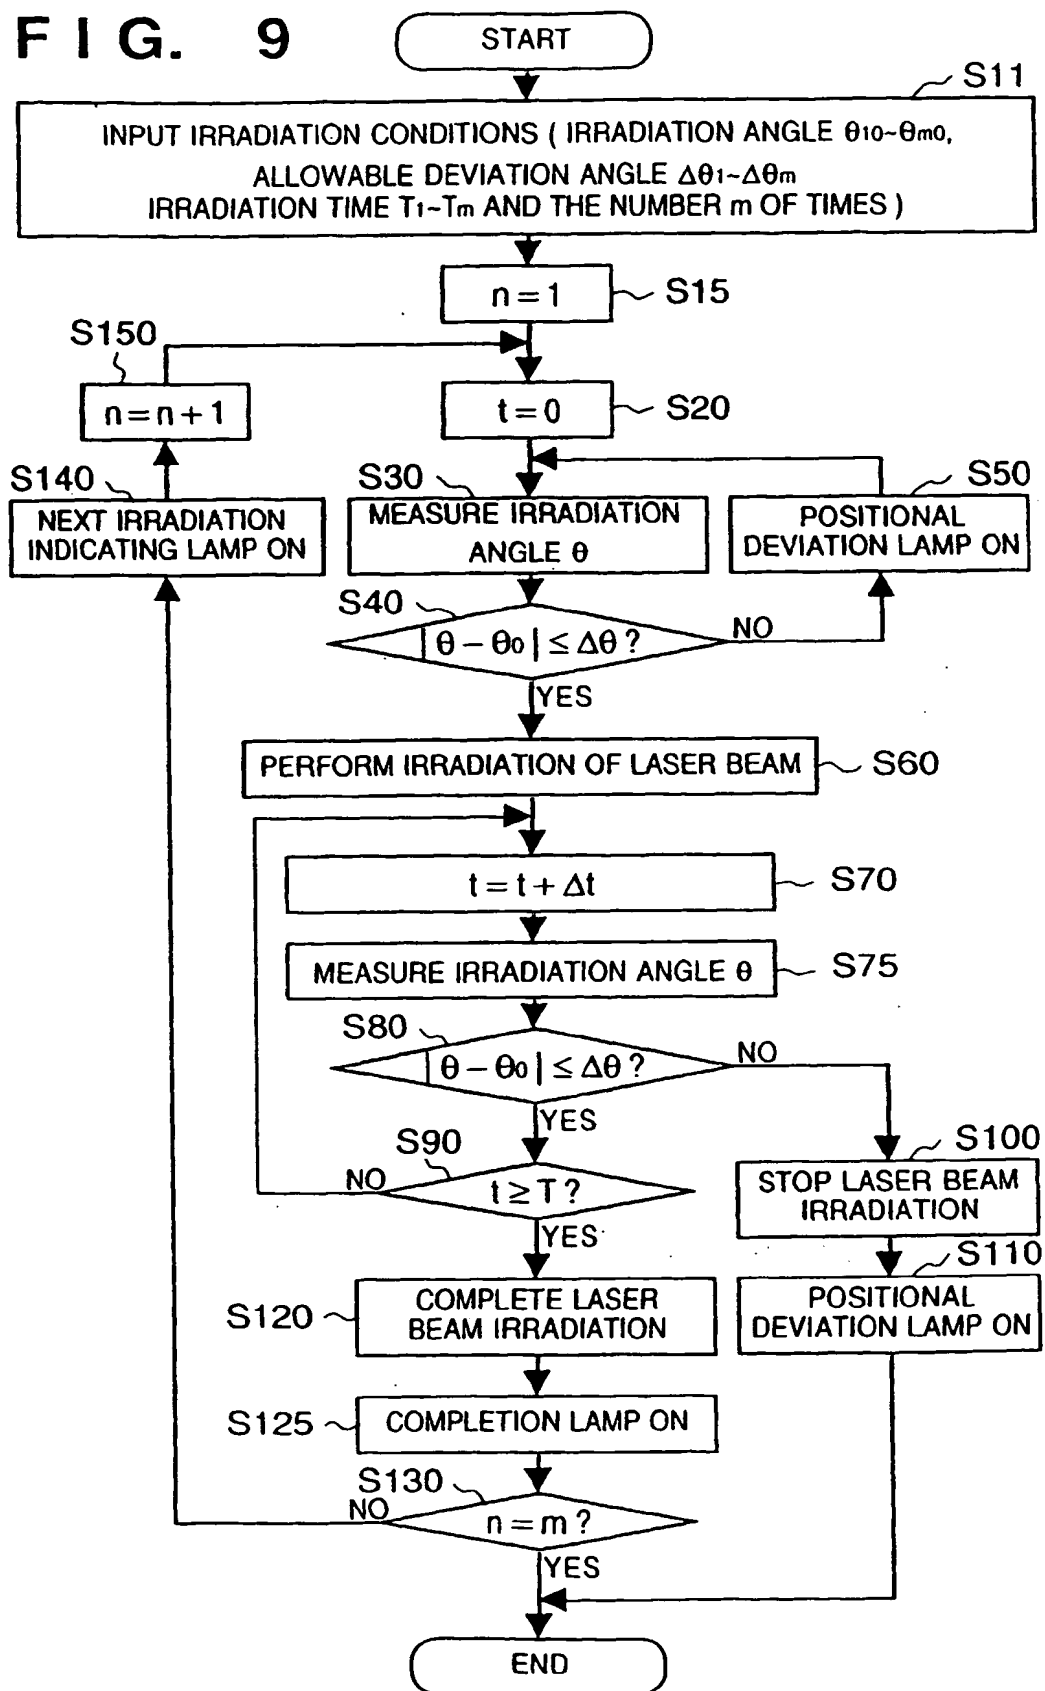 FIG. 9
START
S11
INPUT IRRADIATION CONDITIONS ( IRRADIATION ANGLE θ10~θm0,
ALLOWABLE DEVIATION ANGLE Δθ1~Δθm
IRRADIATION TIME T1~Tm AND THE NUMBER m OF TIMES )
n = 1
S15
S150
n = n + 1
t = 0
S20
S140
NEXT IRRADIATION
INDICATING LAMP ON
S30
MEASURE IRRADIATION
ANGLE θ
S50
POSITIONAL
DEVIATION LAMP ON
S40
| θ – θ0 | ≤ Δθ ?
NO
YES
PERFORM IRRADIATION OF LASER BEAM
S60
t = t + Δt
S70
MEASURE IRRADIATION ANGLE θ
S75
S80
| θ – θ0 | ≤ Δθ ?
NO
YES
S90
t ≥ T ?
NO
YES
S100
STOP LASER BEAM
IRRADIATION
S110
POSITIONAL
DEVIATION LAMP ON
S120
COMPLETE LASER
BEAM IRRADIATION
S125
COMPLETION LAMP ON
S130
n = m ?
NO
YES
END